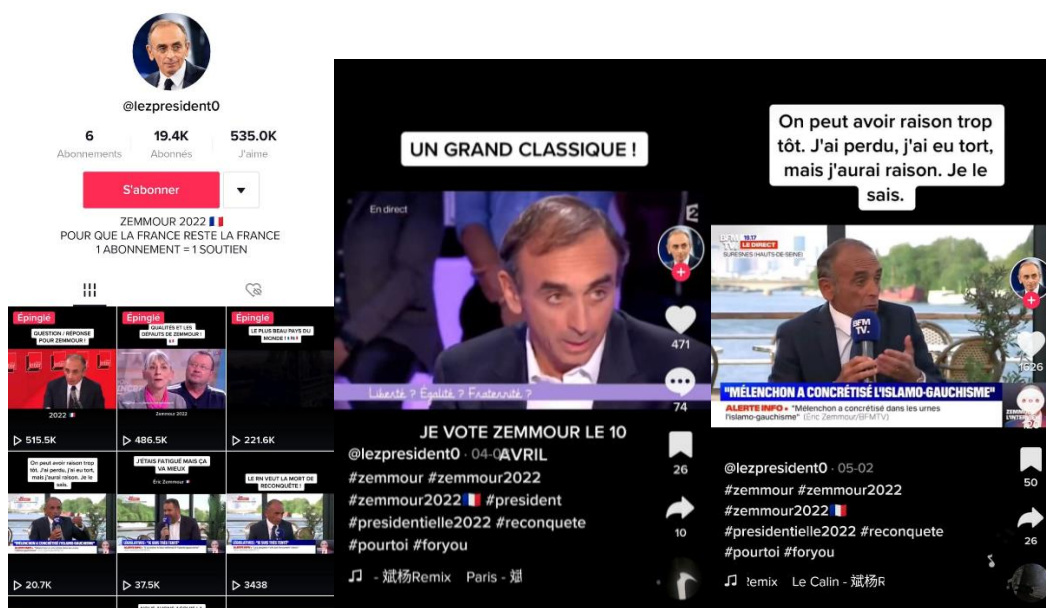 @lezpresident0
6 19.4K 535.0K
Abonnements Abonnés J'aime
S'abonner
ZEMMOUR 2022 🇫🇷
POUR QUE LA FRANCE RESTE LA FRANCE
1 ABONNEMENT = 1 SOUTIEN
Épinglé
QUESTION / RÉPONSE
POUR ZEMMOUR !
2022 🇫🇷
515.5K
Épinglé
QUALITÉS ET LES
DÉFAUTS DE ZEMMOUR !
Zemmour 2022
486.5K
Épinglé
LE PLUS BEAU PAYS DU
MONDE !
221.6K
On peut avoir raison trop
tôt. J'ai perdu, j'ai eu tort,
mais j'aurai raison. Je le
sais.
20.7K
J'ÉTAIS FATIGUÉ MAIS ÇA
VA MIEUX
Éric Zemmour
37.5K
LE RN VEUT LA MORT DE
RECONQUÊTE !
3438
UN GRAND CLASSIQUE !
En direct
2
Liberté ? Égalité ? Fraternité ?
471
74
26
10
JE VOTE ZEMMOUR LE 10
AVRIL
@lezpresident0 · 04-0
#zemmour #zemmour2022
#zemmour2022🇫🇷 #president
#presidentielle2022 #reconquete
#pourtoi #foryou
- 斌杨Remix Paris - 斌
On peut avoir raison trop
tôt. J'ai perdu, j'ai eu tort,
mais j'aurai raison. Je le
sais.
BFM 18.17
TV. LE DIRECT
SURESNES (HAUTS-DE-SEINE)
BFM
TV.
"MÉLENCHON A CONCRÉTISÉ L'ISLAMO-GAUCHISME"
ALERTE INFO • "Mélenchon a concrétisé dans les urnes
l'islamo-gauchisme" (Éric Zemmour/BFMTV)
1626
50
26
@lezpresident0 · 05-02
#zemmour #zemmour2022
#zemmour2022🇫🇷
#presidentielle2022 #reconquete
#pourtoi #foryou
Remix Le Calin - 斌杨R